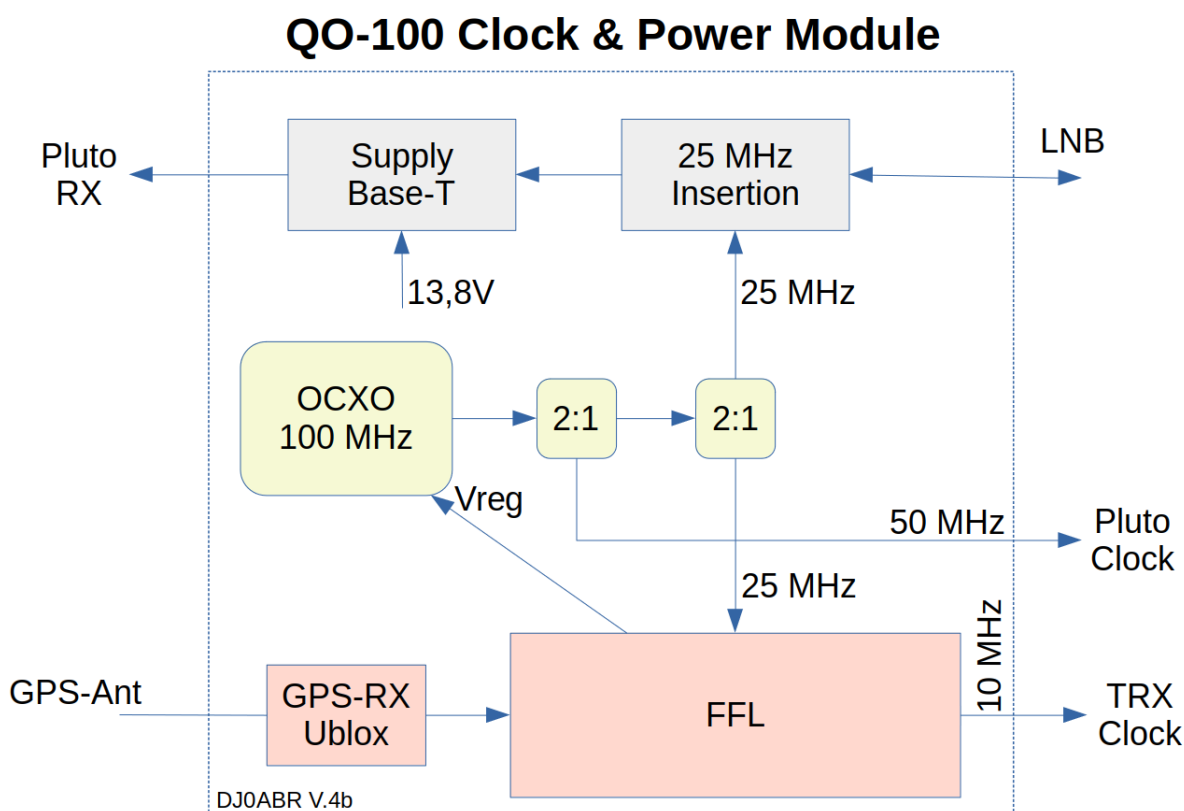 QO-100 Clock & Power Module
Pluto
RX
Supply
Base-T
25 MHz
Insertion
LNB
13,8V
25 MHz
OCXO
100 MHz
2:1
2:1
Vreg
50 MHz
Pluto
Clock
25 MHz
10 MHz
GPS-Ant
GPS-RX
Ublox
FFL
TRX
Clock
DJ0ABR V.4b